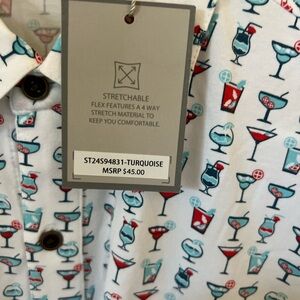 STRETCHABLE
FLEX FEATURES A 4 WAY
STRETCH MATERIAL TO
KEEP YOU COMFORTABLE.
ST24S94831-TURQUOISE
MSRP $45.00